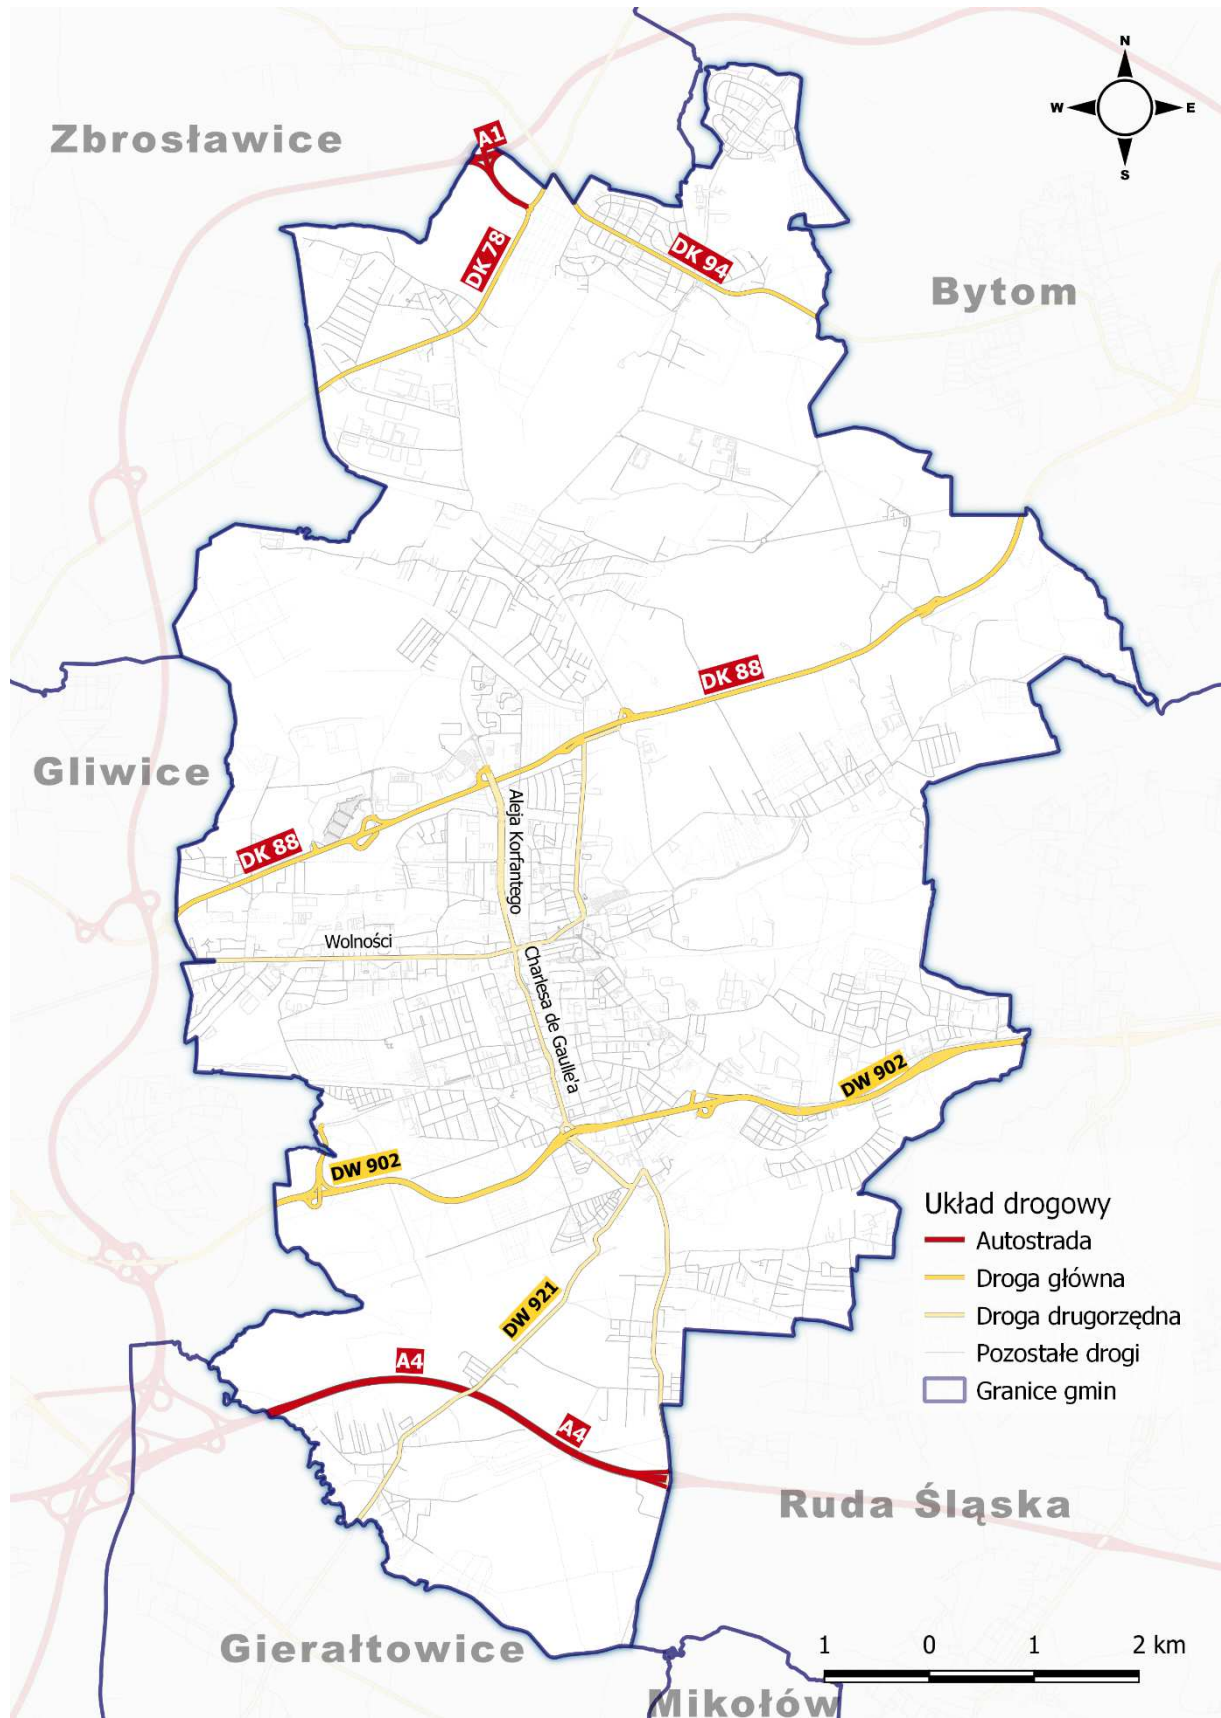 N
W E
S
Zbrosławice
A1
DK 78
DK 94
Bytom
DK 88
Gliwice
DK 88
Aleja Korfantego
Wolności
Charlesa de Gaulle'a
DW 902
DW 902
DW 921
A4
A4
Układ drogowy
Autostrada
Droga główna
Droga drugorzędna
Pozostałe drogi
Granice gmin
Ruda Śląska
Gierałtowice
Mikołów
1 0 1 2 km